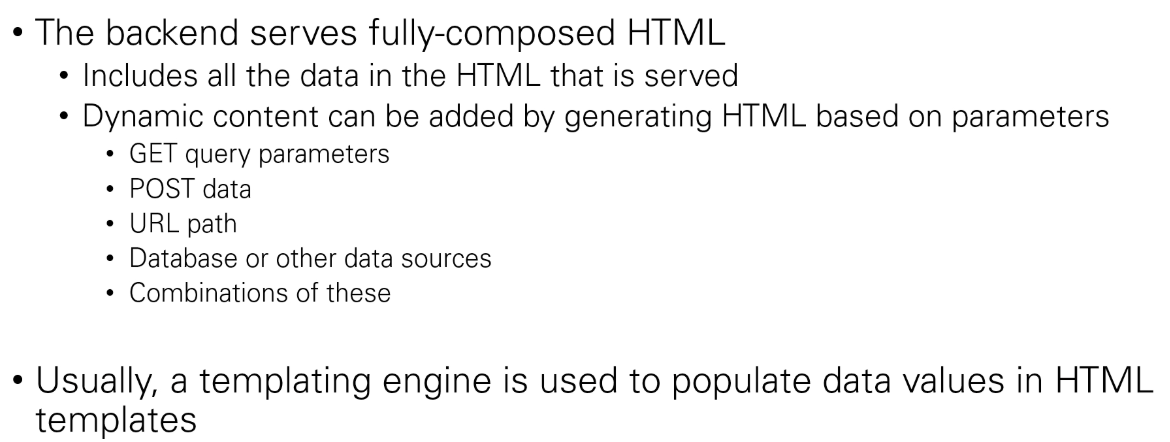 • The backend serves fully-composed HTML
• Includes all the data in the HTML that is served
• Dynamic content can be added by generating HTML based on parameters
• GET query parameters
• POST data
• URL path
• Database or other data sources
• Combinations of these
• Usually, a templating engine is used to populate data values in HTML
templates